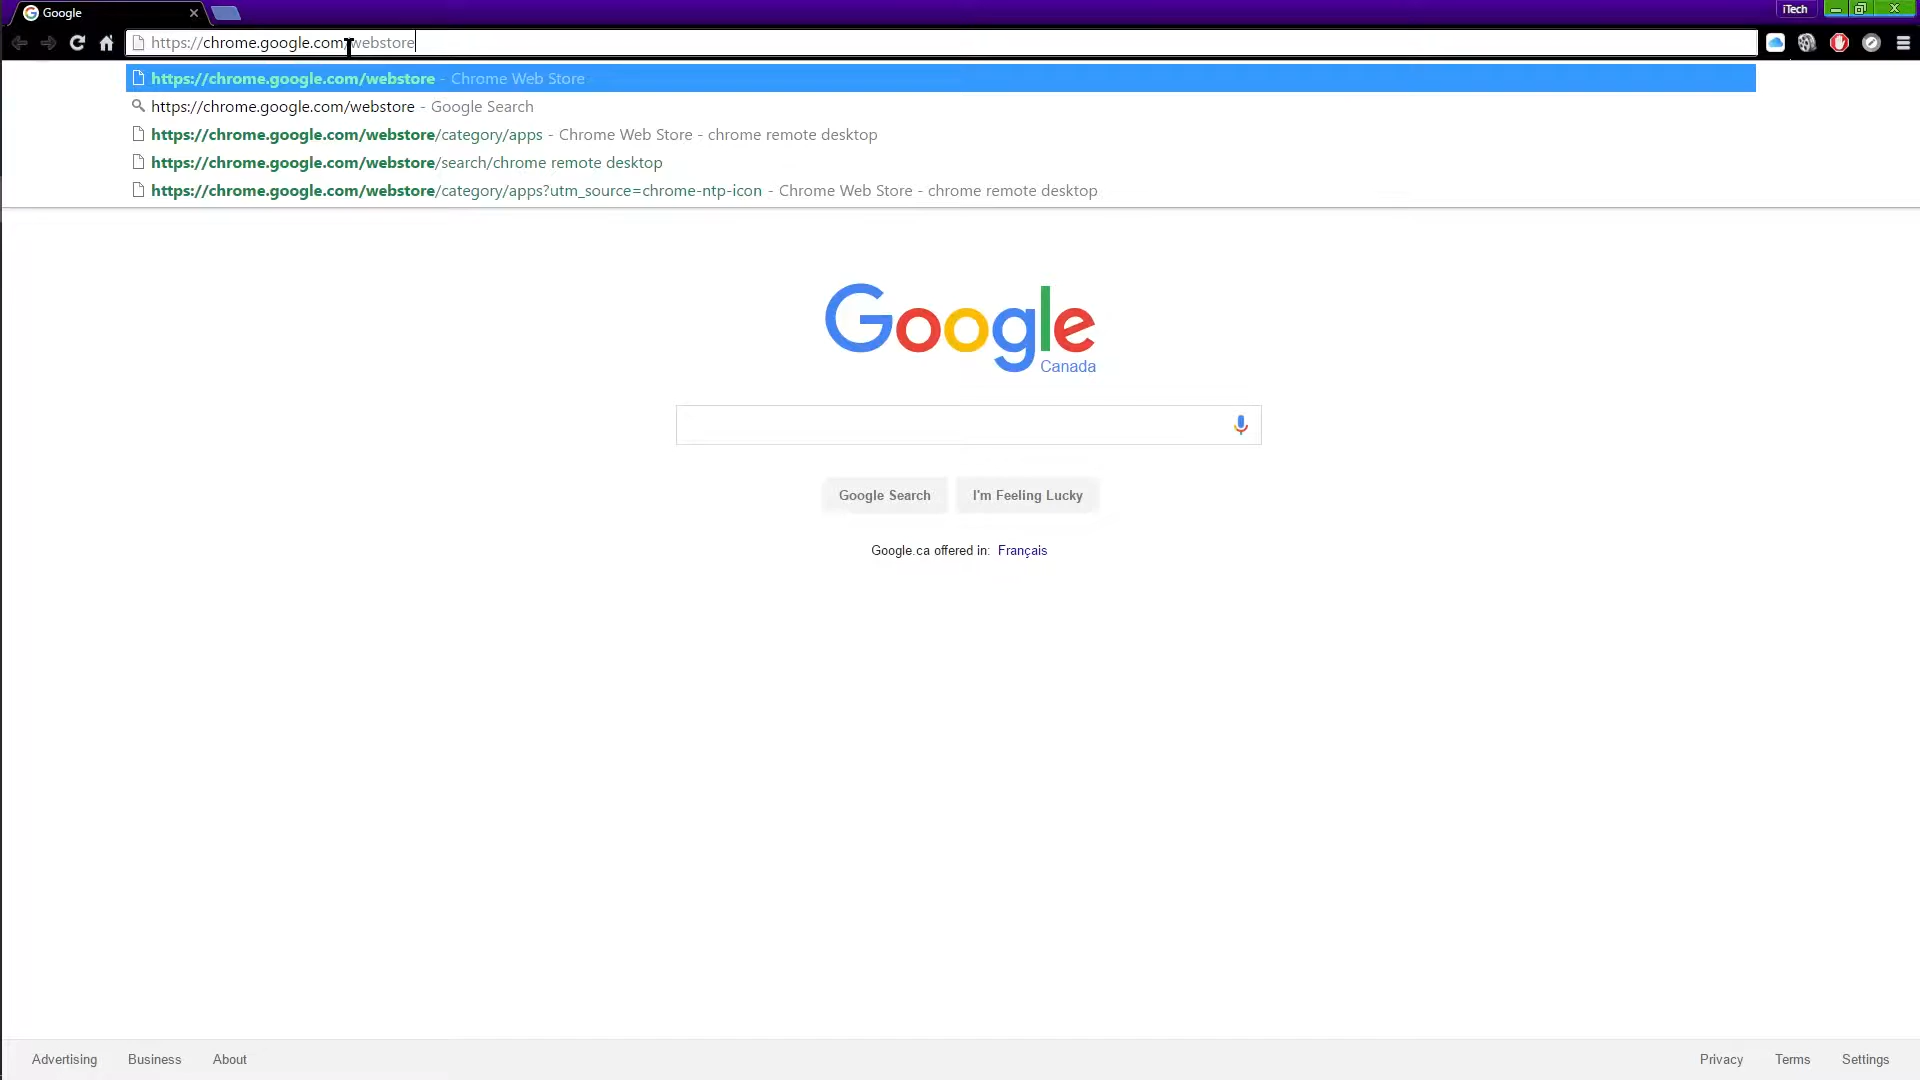 Google
iTech
https://chrome.google.com/webstore
https://chrome.google.com/webstore - Chrome Web Store
https://chrome.google.com/webstore - Google Search
https://chrome.google.com/webstore/category/apps - Chrome Web Store - chrome remote desktop
https://chrome.google.com/webstore/search/chrome remote desktop
https://chrome.google.com/webstore/category/apps?utm_source=chrome-ntp-icon - Chrome Web Store - chrome remote desktop
Google
Canada
Google Search I'm Feeling Lucky
Google.ca offered in: Français
Advertising Business About Privacy Terms Settings